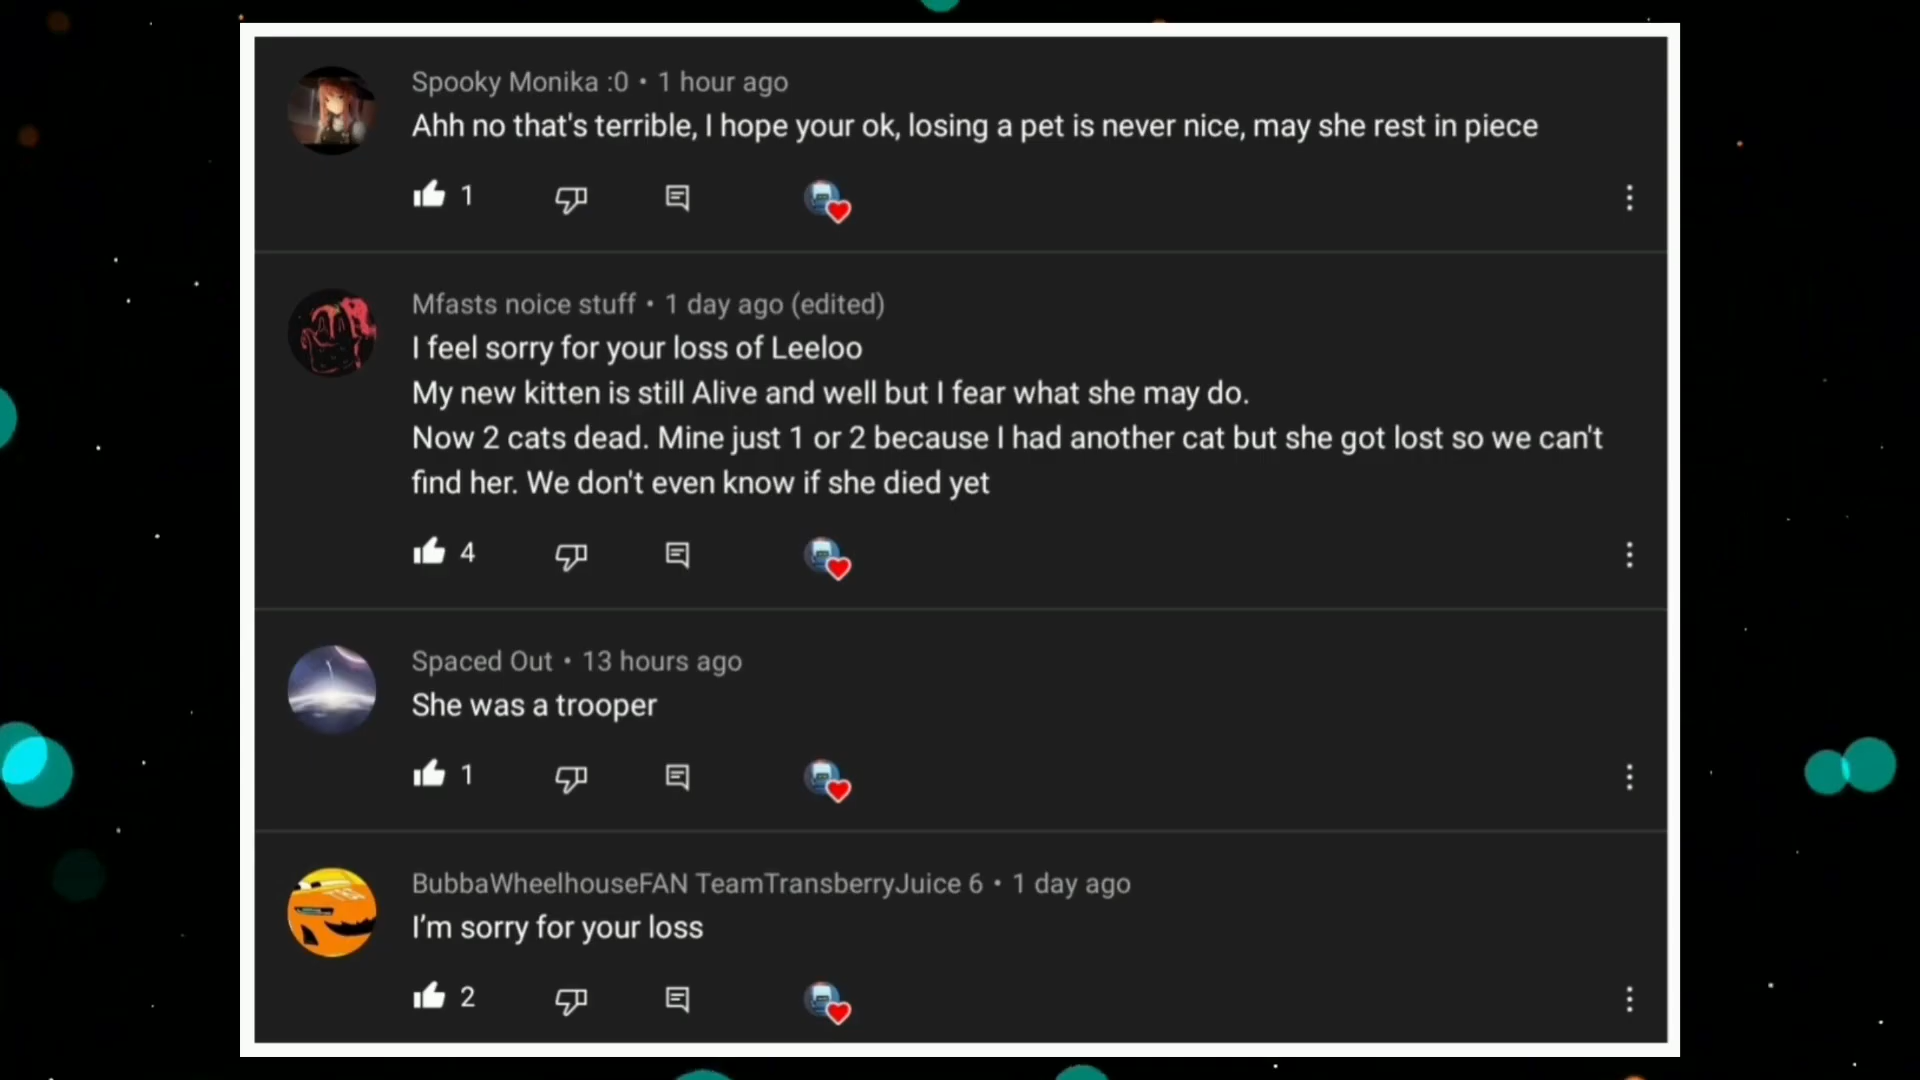 Spooky Monika :0 • 1 hour ago
Ahh no that's terrible, I hope your ok, losing a pet is never nice, may she rest in piece
1
Mfasts noice stuff • 1 day ago (edited)
I feel sorry for your loss of Leeloo
My new kitten is still Alive and well but I fear what she may do.
Now 2 cats dead. Mine just 1 or 2 because I had another cat but she got lost so we can't
find her. We don't even know if she died yet
4
Spaced Out • 13 hours ago
She was a trooper
1
BubbaWheelhouseFAN TeamTransberryJuice 6 • 1 day ago
I’m sorry for your loss
2